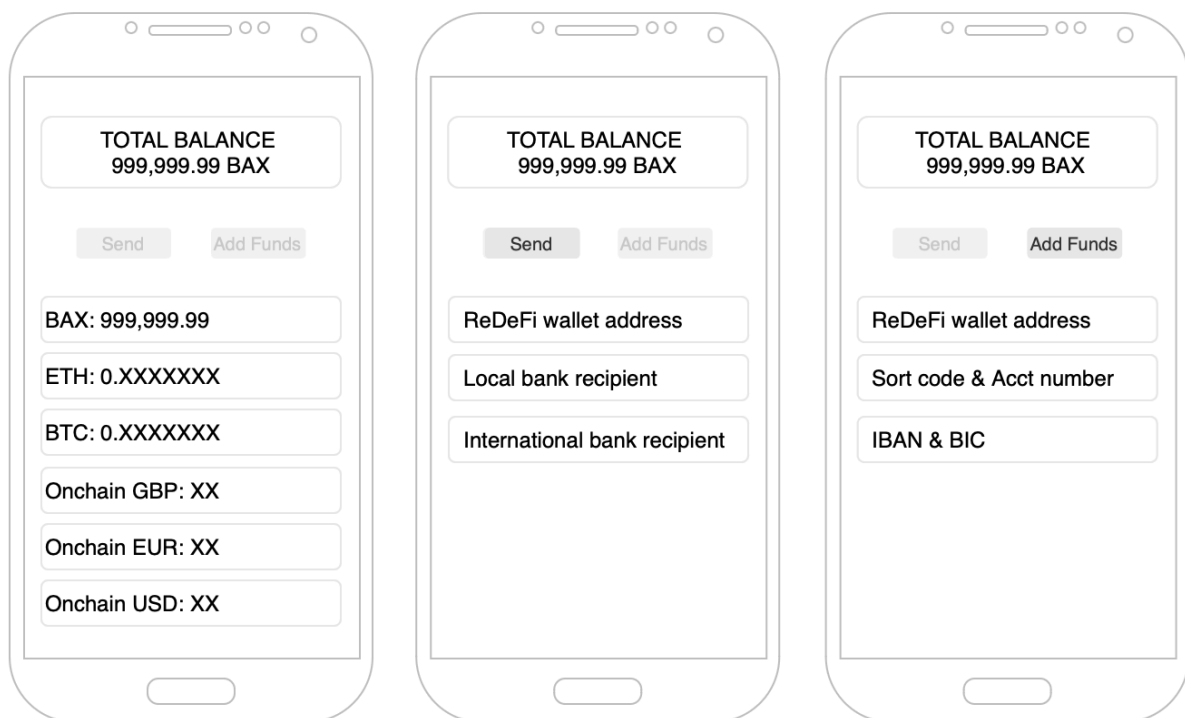 TOTAL BALANCE
999,999.99 BAX
Send
Add Funds
BAX: 999,999.99
ETH: 0.XXXXXXX
BTC: 0.XXXXXXX
Onchain GBP: XX
Onchain EUR: XX
Onchain USD: XX
TOTAL BALANCE
999,999.99 BAX
Send
Add Funds
ReDeFi wallet address
Local bank recipient
International bank recipient
TOTAL BALANCE
999,999.99 BAX
Send
Add Funds
ReDeFi wallet address
Sort code & Acct number
IBAN & BIC